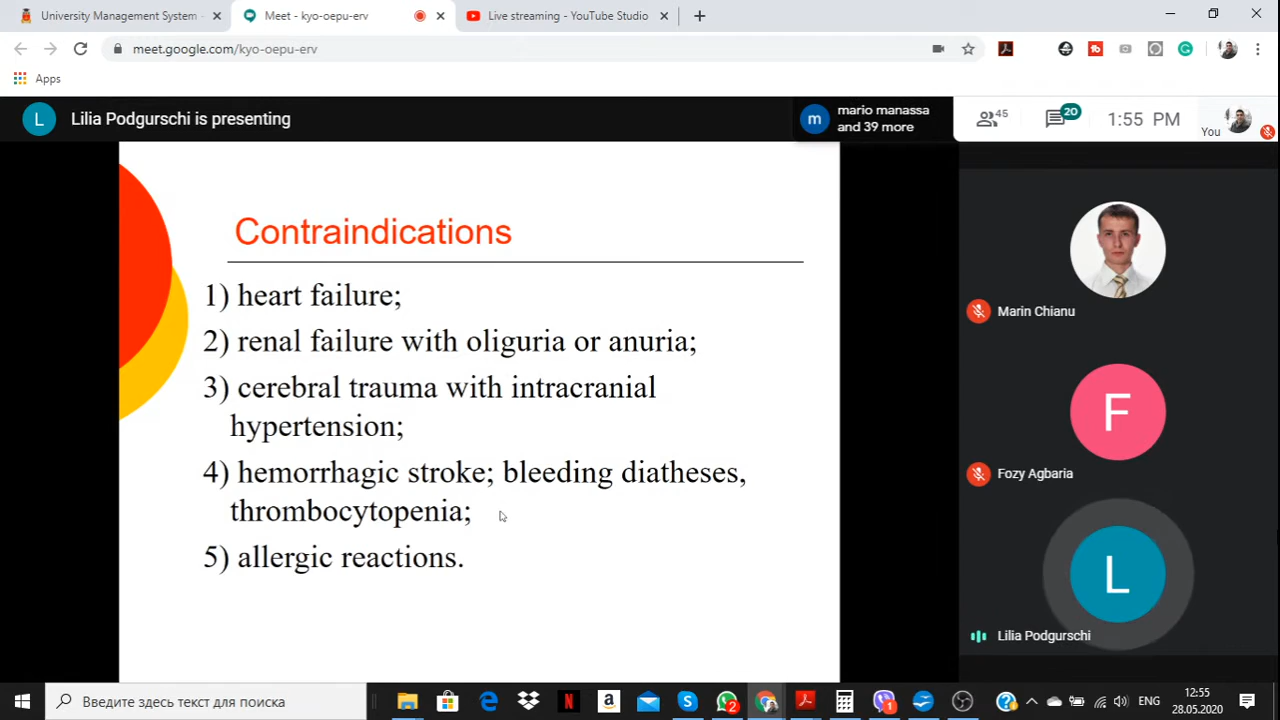 University Management System -
Meet - kyo-oepu-erv
Live streaming - YouTube Studio
meet.google.com/kyo-oepu-erv
Apps
L
Lilia Podgurschi is presenting
m
mario manassa
and 39 more
45
20
1:55 PM
You
Contraindications
1) heart failure;
2) renal failure with oliguria or anuria;
3) cerebral trauma with intracranial
hypertension;
4) hemorrhagic stroke; bleeding diatheses,
thrombocytopenia;
5) allergic reactions.
Marin Chianu
F
Fozy Agbaria
L
Lilia Podgurschi
Введите здесь текст для поиска
2
1
ENG
12:55
28.05.2020